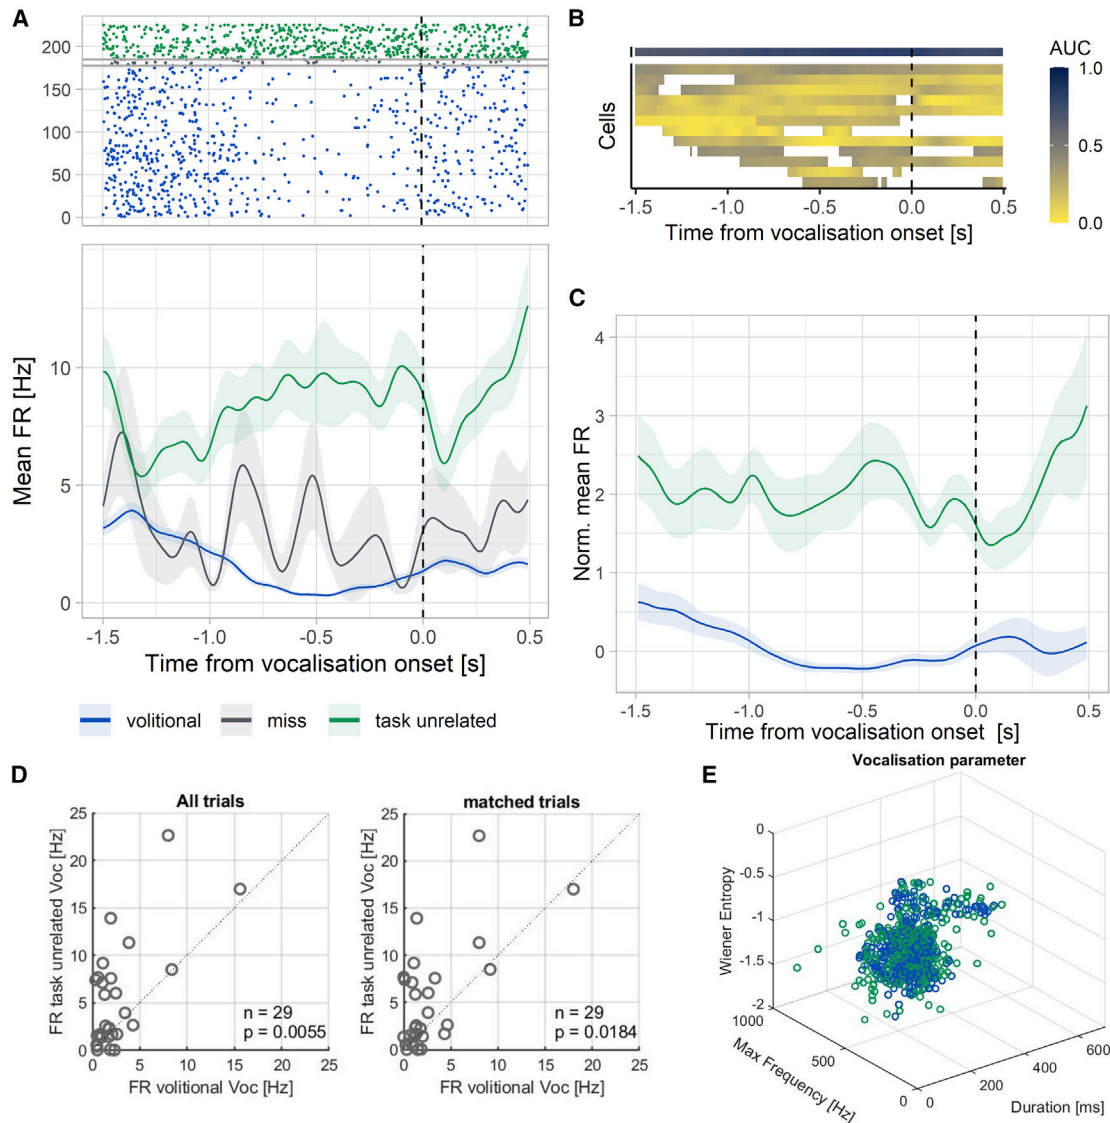 A
200
150
100
50
0
Mean FR [Hz]
10
5
0
-1.5 -1.0 -0.5 0.0 0.5
Time from vocalisation onset [s]
volitional miss task unrelated
B
Cells
-1.5 -1.0 -0.5 0.0 0.5
Time from vocalisation onset [s]
AUC
1.0
0.5
0.0
C
Norm. mean FR
4
3
2
1
0
-1.5 -1.0 -0.5 0.0 0.5
Time from vocalisation onset [s]
D
All trials
FR task unrelated Voc [Hz]
25
20
15
10
5
0
n = 29
p = 0.0055
0 5 10 15 20 25
FR volitional Voc [Hz]
matched trials
FR task unrelated Voc [Hz]
25
20
15
10
5
0
n = 29
p = 0.0184
0 5 10 15 20 25
FR volitional Voc [Hz]
E
Vocalisation parameter
Wiener Entropy
0
-0.5
-1
-1.5
-2
1000
500
0
Max Frequency [Hz]
0
200
400
600
Duration [ms]